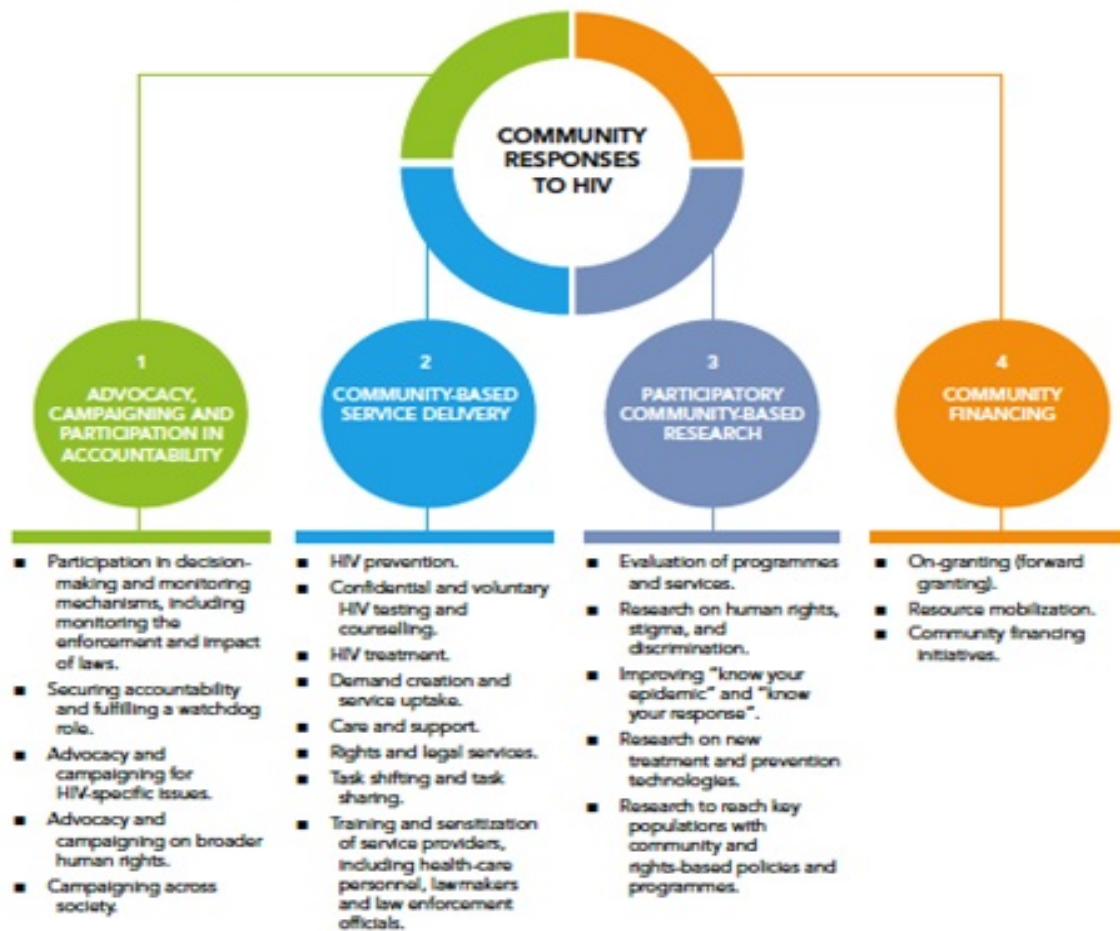 COMMUNITY
RESPONSES
TO HIV
1
ADVOCACY,
CAMPAIGNING AND
PARTICIPATION IN
ACCOUNTABILITY
■ Participation in decision-
making and monitoring
mechanisms, including
monitoring the
enforcement and impact
of laws.
■ Securing accountability
and fulfilling a watchdog
role.
■ Advocacy and
campaigning for
HIV-specific issues.
■ Advocacy and
campaigning on broader
human rights.
■ Campaigning across
society.
2
COMMUNITY-BASED
SERVICE DELIVERY
■ HIV prevention.
■ Confidential and voluntary
HIV testing and
counselling.
■ HIV treatment.
■ Demand creation and
service uptake.
■ Care and support.
■ Rights and legal services.
■ Task shifting and task
sharing.
■ Training and sensitization
of service providers,
including health-care
personnel, lawmakers
and law enforcement
officials.
3
PARTICIPATORY
COMMUNITY-BASED
RESEARCH
■ Evaluation of programmes
and services.
■ Research on human rights,
stigma, and
discrimination.
■ Improving "know your
epidemic" and "know
your response".
■ Research on new
treatment and prevention
technologies.
■ Research to reach key
populations with
community and
rights-based policies and
programmes.
4
COMMUNITY
FINANCING
■ On-granting (forward
granting).
■ Resource mobilization.
■ Community financing
initiatives.